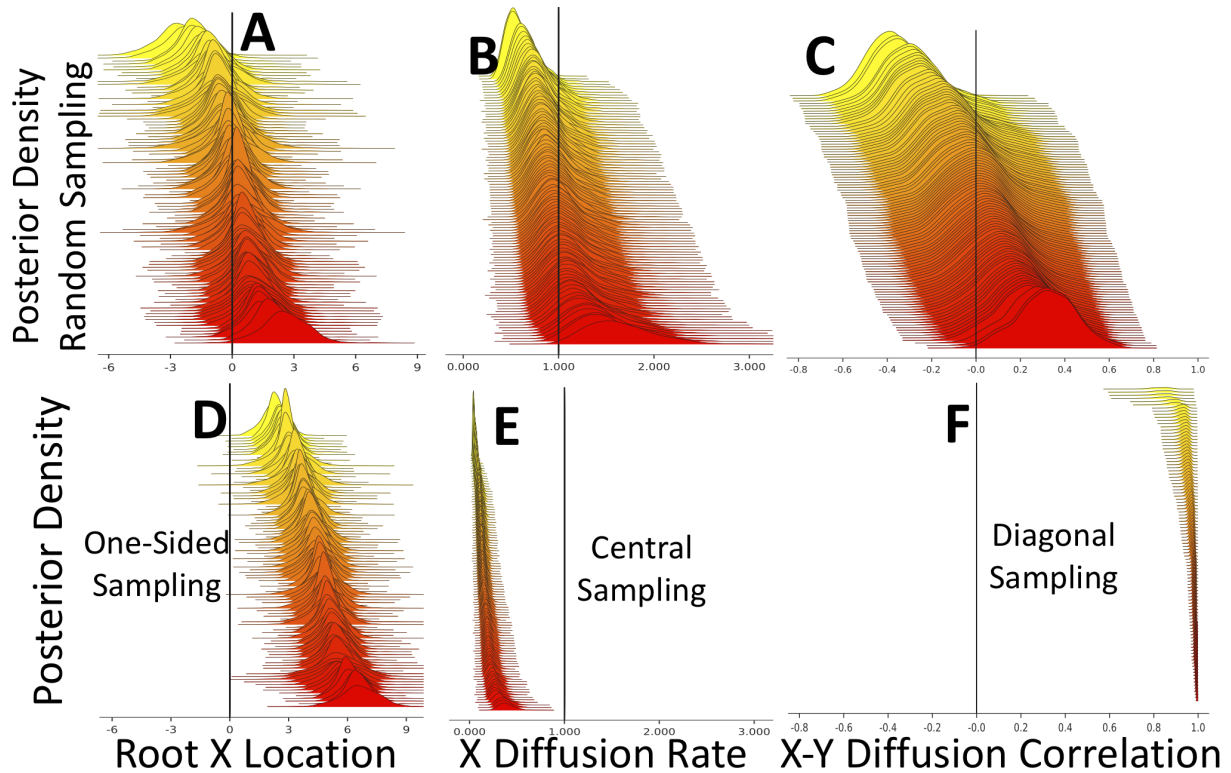 A
B
C
Posterior Density
Random Sampling
-6 -3 0 3 6 9
0.000 1.000 2.000 3.000
-0.8 -0.6 -0.4 -0.2 -0.0 0.2 0.4 0.6 0.8 1.0
D
E
F
Posterior Density
One-Sided
Sampling
Central
Sampling
Diagonal
Sampling
-6 -3 0 3 6 9
0.000 1.000 2.000 3.000
-0.8 -0.6 -0.4 -0.2 -0.0 0.2 0.4 0.6 0.8 1.0
Root X Location
X Diffusion Rate
X-Y Diffusion Correlation